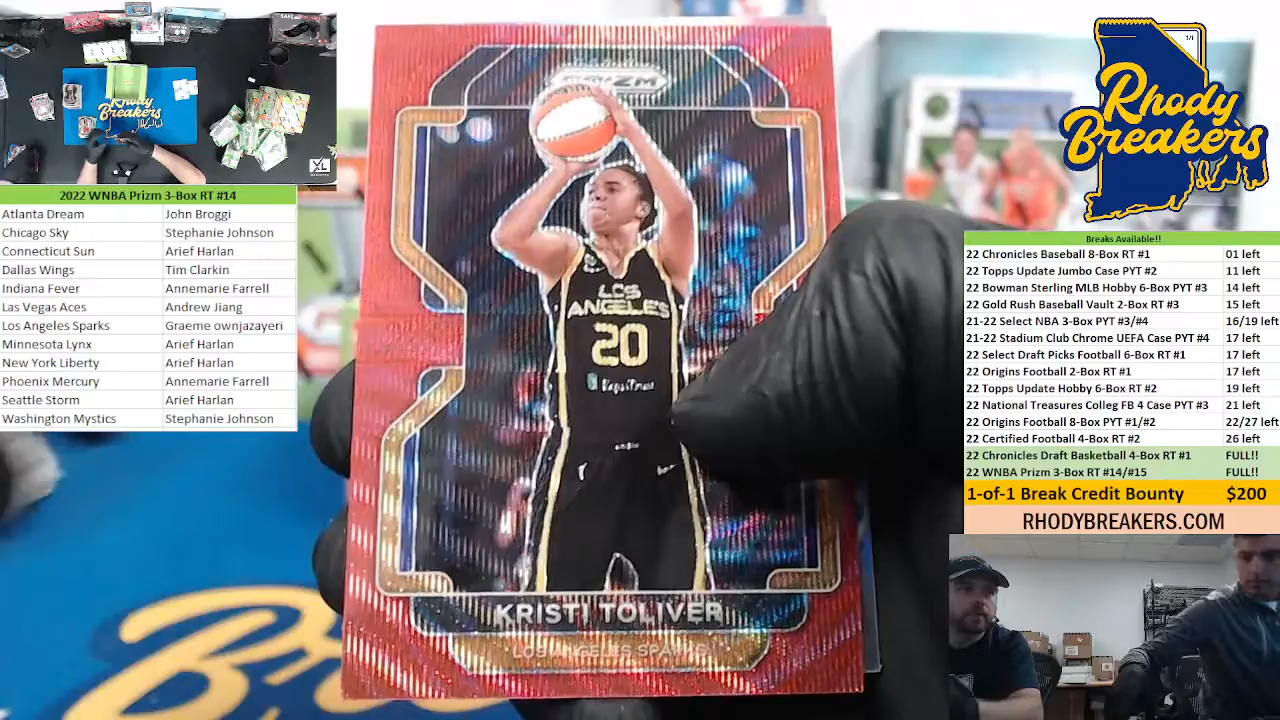 SAFE
Rhody
Breakers
XL
2022 WNBA Prizm 3-Box RT #14
Atlanta Dream John Broggi
Chicago Sky Stephanie Johnson
Connecticut Sun Arief Harlan
Dallas Wings Tim Clarkin
Indiana Fever Annemarie Farrell
Las Vegas Aces Andrew Jiang
Los Angeles Sparks Graeme ownjazayeri
Minnesota Lynx Arief Harlan
New York Liberty Arief Harlan
Phoenix Mercury Annemarie Farrell
Seattle Storm Arief Harlan
Washington Mystics Stephanie Johnson
PRIZM
LOS
ANGELES
20
KRISTI TOLIVER
LOS ANGELES SPARKS
1/1
Rhody
Breakers
Breaks Available!!
22 Chronicles Baseball 8-Box RT #1 01 left
22 Topps Update Jumbo Case PYT #2 11 left
22 Bowman Sterling MLB Hobby 6-Box PYT #3 14 left
22 Gold Rush Baseball Vault 2-Box RT #3 15 left
21-22 Select NBA 3-Box PYT #3/#4 16/19 left
21-22 Stadium Club Chrome UEFA Case PYT #4 17 left
22 Select Draft Picks Football 6-Box RT #1 17 left
22 Origins Football 2-Box RT #1 17 left
22 Topps Update Hobby 6-Box RT #2 19 left
22 National Treasures Colleg FB 4 Case PYT #3 21 left
22 Origins Football 8-Box PYT #1/#2 22/27 left
22 Certified Football 4-Box RT #2 26 left
22 Chronicles Draft Basketball 4-Box RT #1 FULL!!
22 WNBA Prizm 3-Box RT #14/#15 FULL!!
1-of-1 Break Credit Bounty $200
RHODYBREAKERS.COM